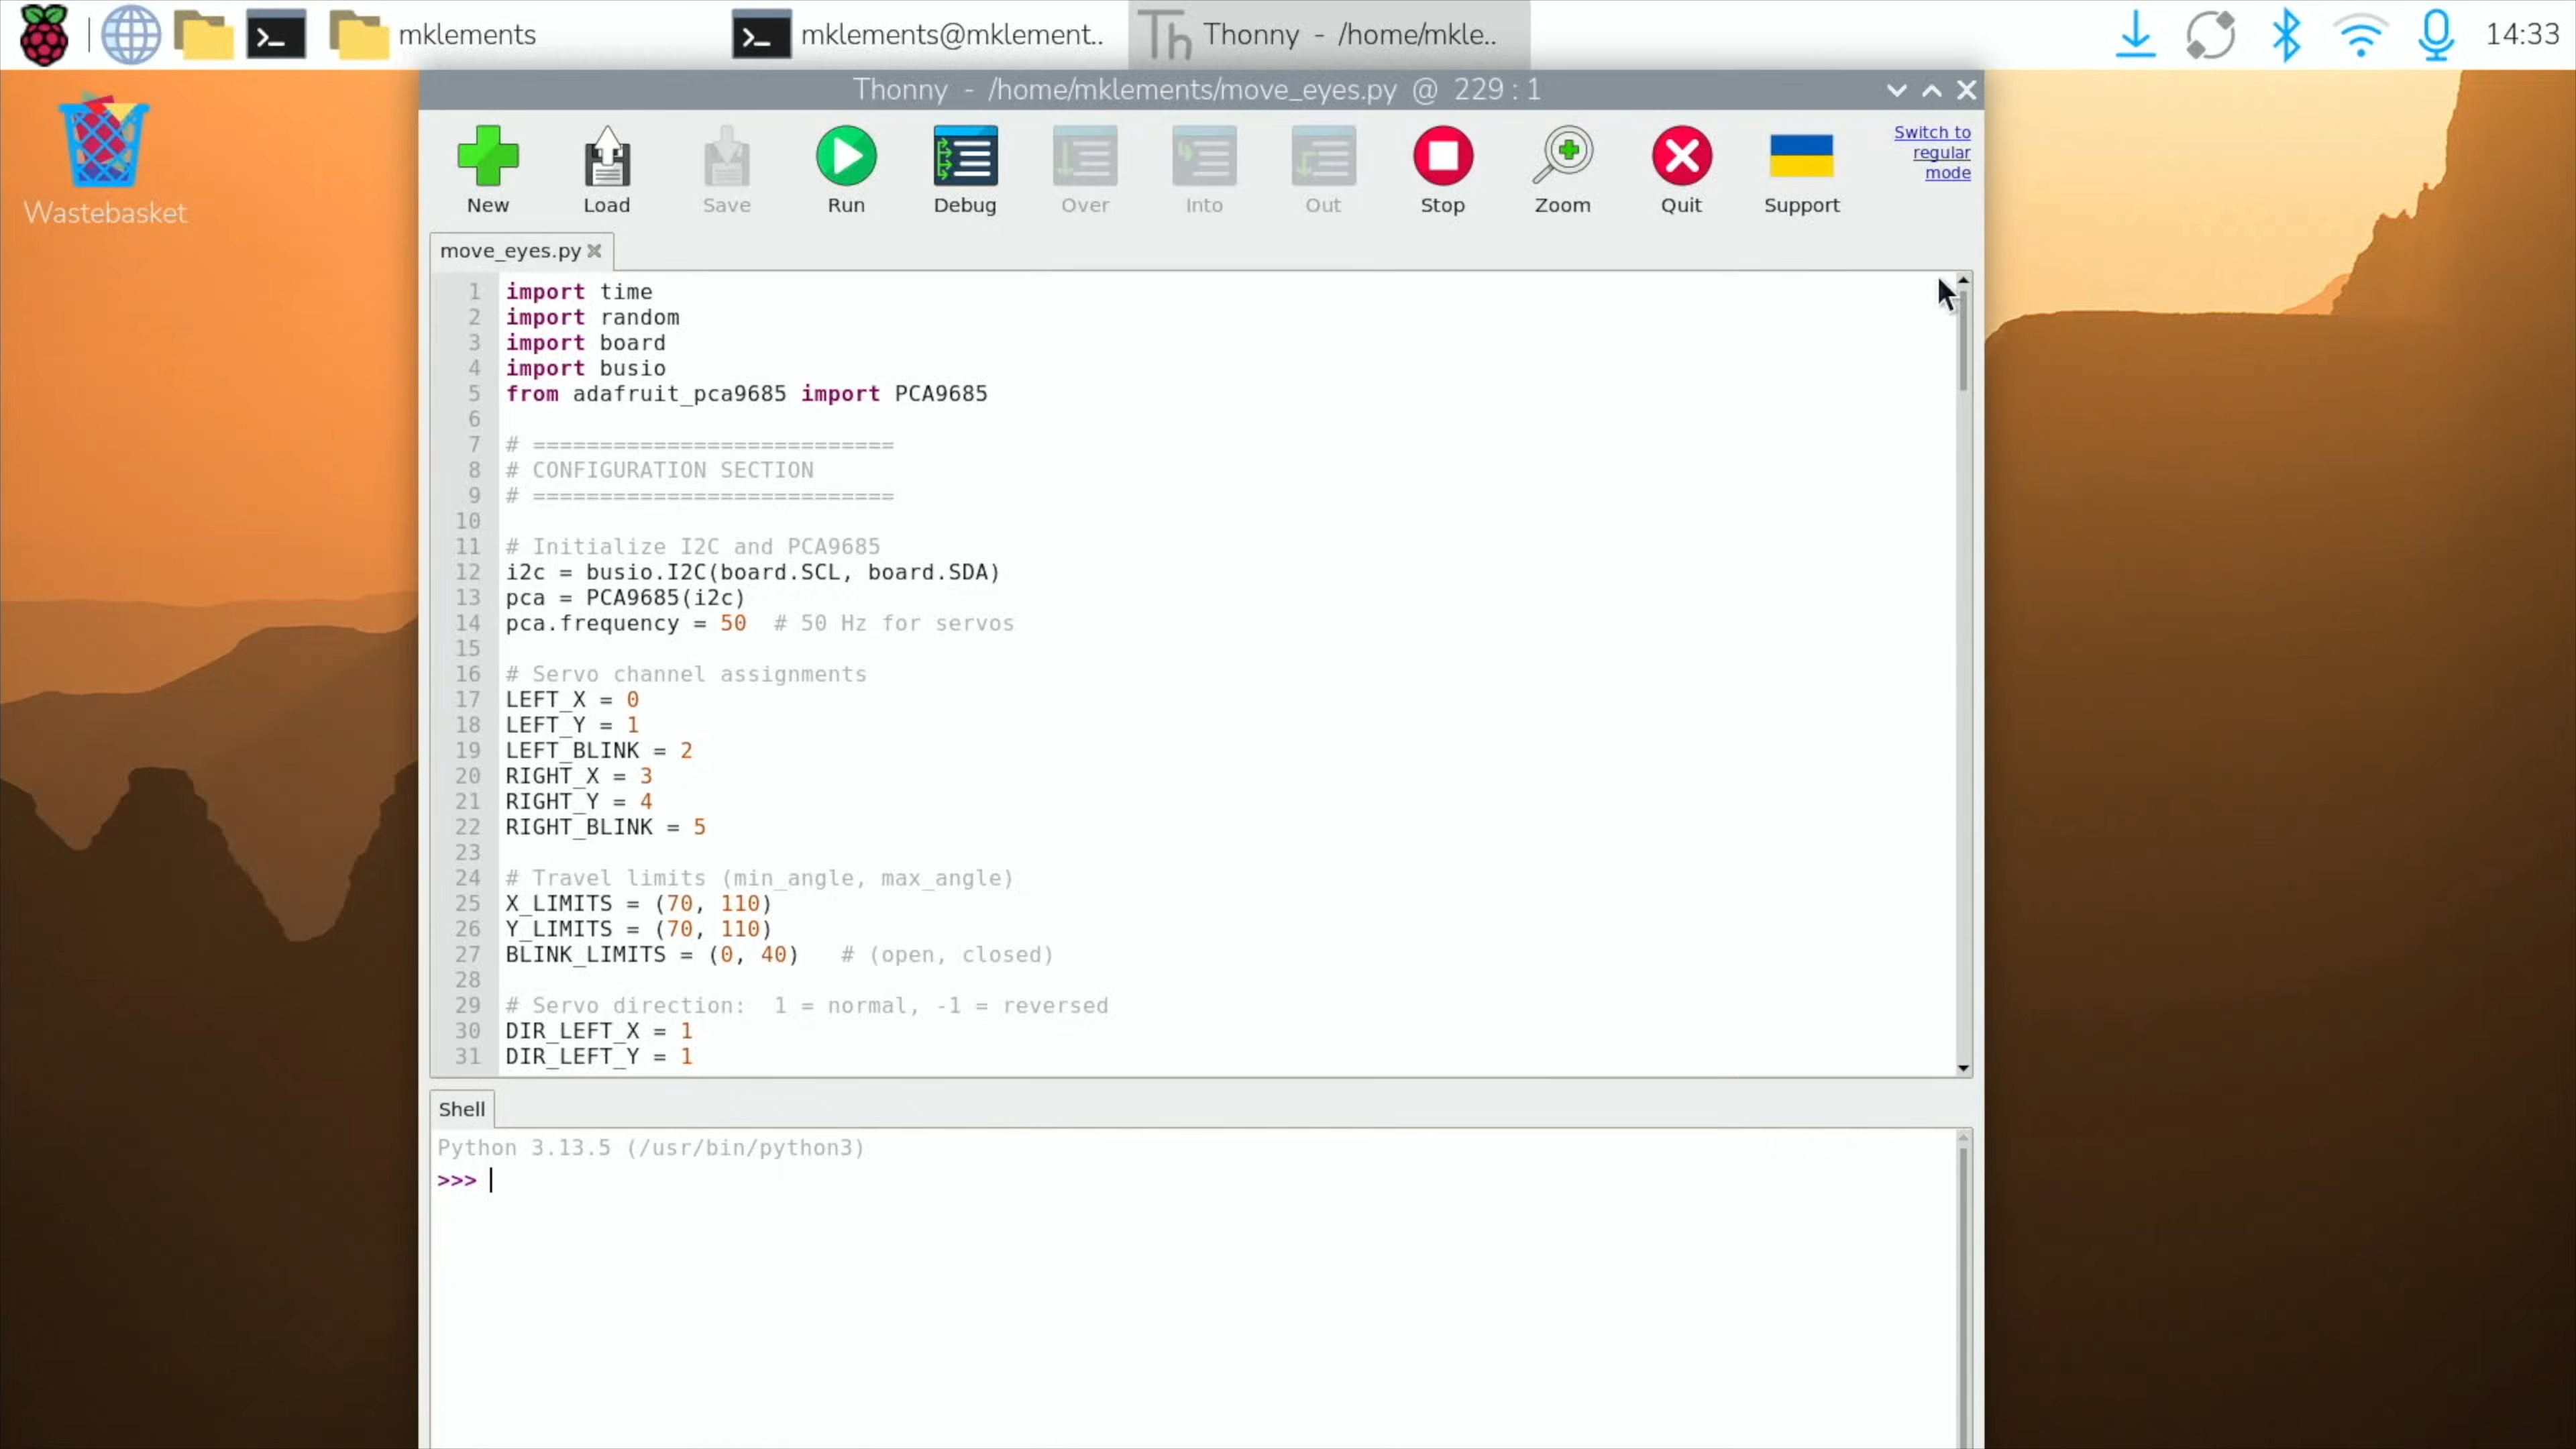 mklements
mklements@mklement..
Thonny - /home/mkle..
14:33
Wastebasket
Thonny - /home/mklements/move_eyes.py @ 229 : 1
New
Load
Save
Run
Debug
Over
Into
Out
Stop
Zoom
Quit
Support
Switch to
regular
mode
move_eyes.py
1 import time
2 import random
3 import board
4 import busio
5 from adafruit_pca9685 import PCA9685
6
7 # ===========================
8 # CONFIGURATION SECTION
9 # ===========================
10
11 # Initialize I2C and PCA9685
12 i2c = busio.I2C(board.SCL, board.SDA)
13 pca = PCA9685(i2c)
14 pca.frequency = 50  # 50 Hz for servos
15
16 # Servo channel assignments
17 LEFT_X = 0
18 LEFT_Y = 1
19 LEFT_BLINK = 2
20 RIGHT_X = 3
21 RIGHT_Y = 4
22 RIGHT_BLINK = 5
23
24 # Travel limits (min_angle, max_angle)
25 X_LIMITS = (70, 110)
26 Y_LIMITS = (70, 110)
27 BLINK_LIMITS = (0, 40)   # (open, closed)
28
29 # Servo direction:  1 = normal, -1 = reversed
30 DIR_LEFT_X = 1
31 DIR_LEFT_Y = 1
Shell
Python 3.13.5 (/usr/bin/python3)
>>>